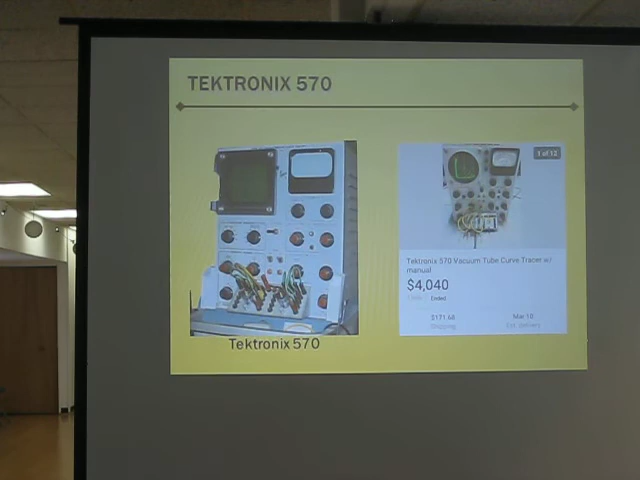 TEKTRONIX 570
1 of 12
Tektronix 570 Vacuum Tube Curve Tracer w/
manual
$4,040
Ended
$171.68
Mar 10
Shipping
Est. Delivery
Tektronix 570